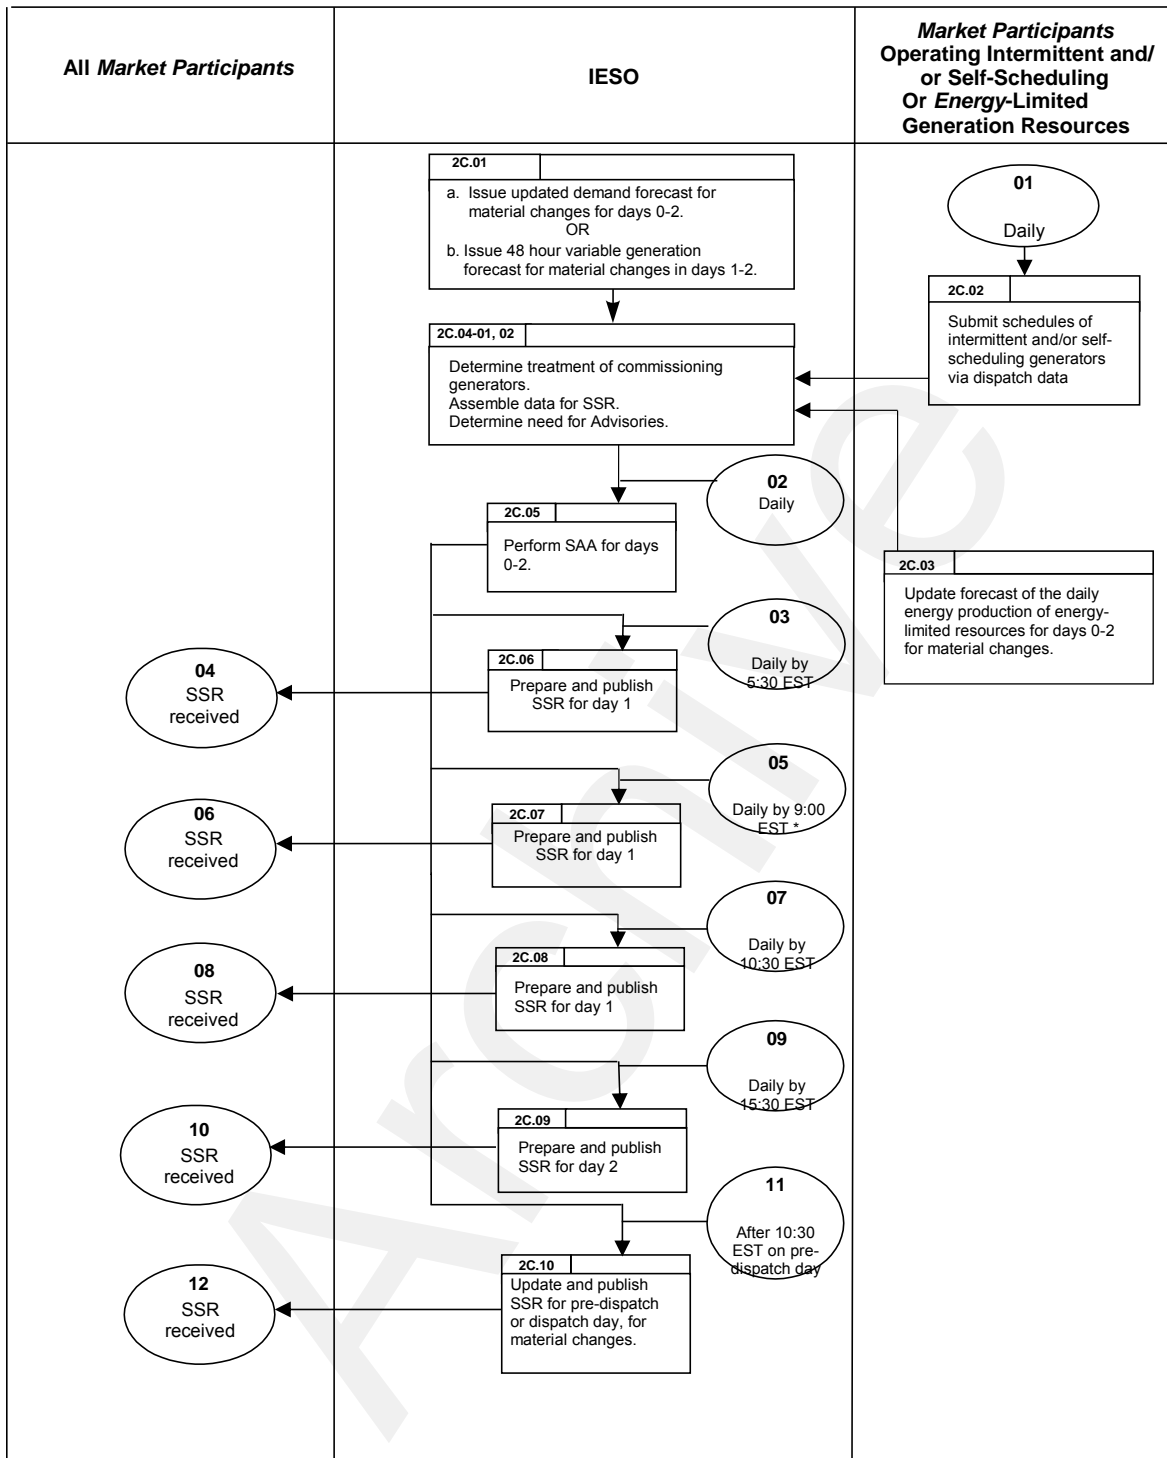 All Market Participants
IESO
Market Participants
Operating Intermittent and/
or Self-Scheduling
Or Energy-Limited
Generation Resources
2C.01
a. Issue updated demand forecast for
material changes for days 0-2.
OR
b. Issue 48 hour variable generation
forecast for material changes in days 1-2.
01
Daily
2C.02
Submit schedules of
intermittent and/or self-
scheduling generators
via dispatch data
2C.04-01, 02
Determine treatment of commissioning
generators.
Assemble data for SSR.
Determine need for Advisories.
02
Daily
2C.05
Perform SAA for days
0-2.
2C.03
Update forecast of the daily
energy production of energy-
limited resources for days 0-2
for material changes.
03
Daily by
5:30 EST
2C.06
Prepare and publish
SSR for day 1
04
SSR
received
05
Daily by 9:00
EST *
2C.07
Prepare and publish
SSR for day 1
06
SSR
received
07
Daily by
10:30 EST
2C.08
Prepare and publish
SSR for day 1
08
SSR
received
09
Daily by
15:30 EST
2C.09
Prepare and publish
SSR for day 2
10
SSR
received
11
After 10:30
EST on pre-
dispatch day
2C.10
Update and publish
SSR for pre-dispatch
or dispatch day, for
material changes.
12
SSR
received
Archive